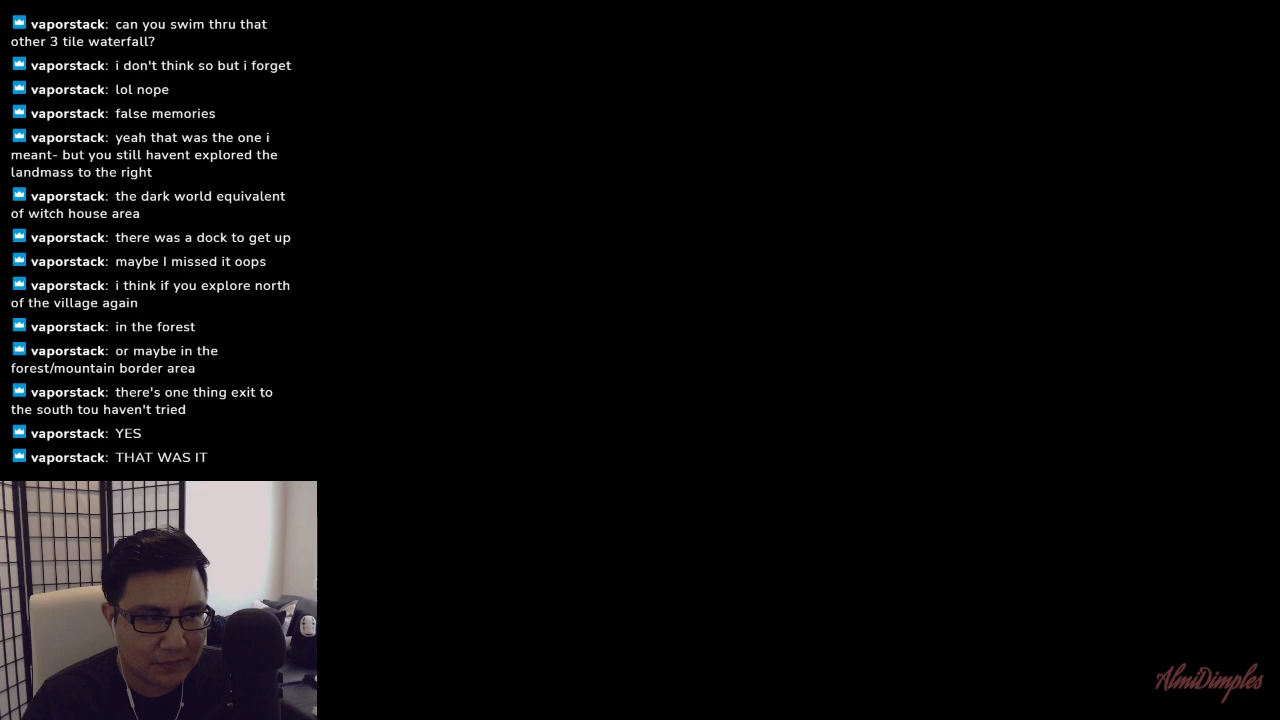 vaporstack: can you swim thru that
other 3 tile waterfall?
vaporstack: i don't think so but i forget
vaporstack: lol nope
vaporstack: false memories
vaporstack: yeah that was the one i
meant- but you still havent explored the
landmass to the right
vaporstack: the dark world equivalent
of witch house area
vaporstack: there was a dock to get up
vaporstack: maybe I missed it oops
vaporstack: i think if you explore north
of the village again
vaporstack: in the forest
vaporstack: or maybe in the
forest/mountain border area
vaporstack: there's one thing exit to
the south tou haven't tried
vaporstack: YES
vaporstack: THAT WAS IT
AlmiDimples